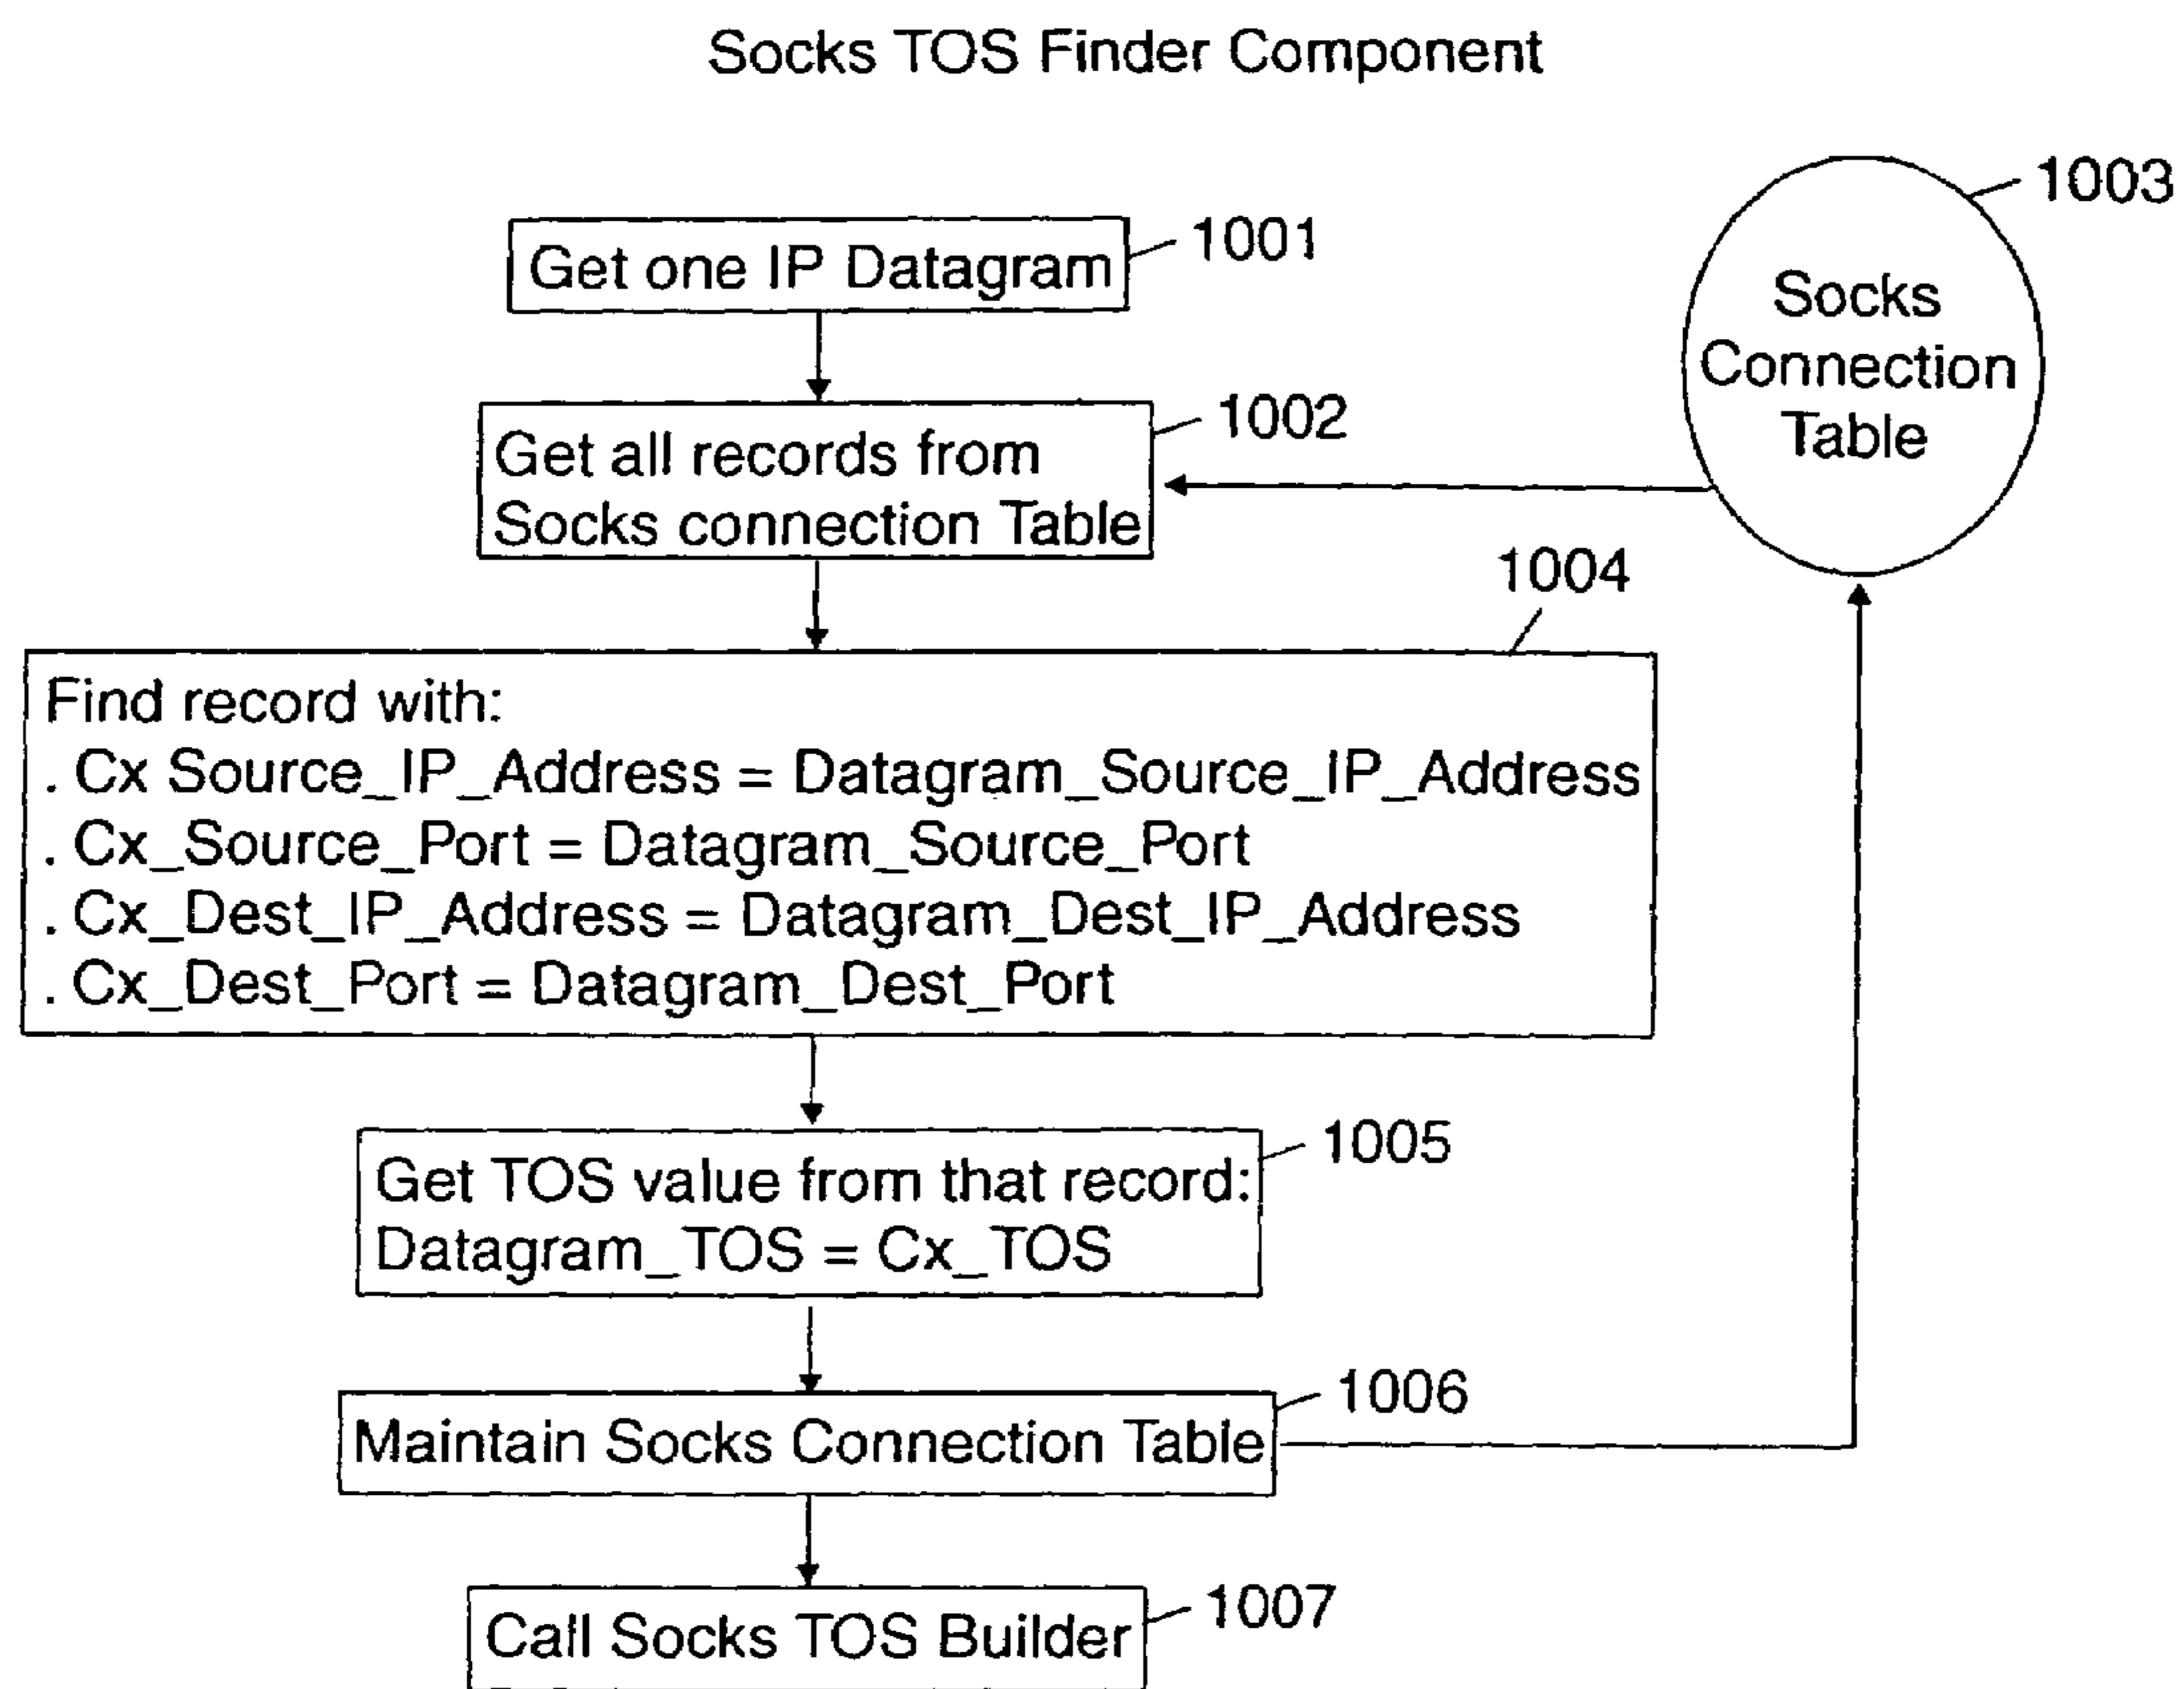 Socks TOS Finder Component
1003
1001
Get one IP Datagram
Socks
Connection
Table
1002
Get all records from
Socks connection Table
1004
Find record with:
. Cx Source_IP_Address = Datagram_Source_IP_Address
. Cx_Source_Port = Datagram_Source_Port
. Cx_Dest_IP_Address = Datagram_Dest_IP_Address
. Cx_Dest_Port = Datagram_Dest_Port
1005
Get TOS value from that record:
Datagram_TOS = Cx_TOS
1006
Maintain Socks Connection Table
1007
Call Socks TOS Builder